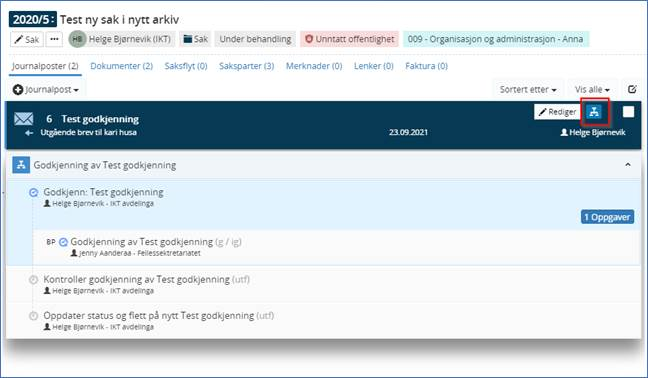 2020/5 : Test ny sak i nytt arkiv
Sak ••• HB Helge Bjørnevik (IKT) Sak Under behandling Unntatt offentlighet 009 - Organisasjon og administrasjon - Anna
Journalposter (2) Dokumenter (2) Saksflyt (0) Saksparter (3) Merknader (0) Lenker (0) Faktura (0)
Journalpost Sortert etter Vis alle
6 Test godkjenning Rediger
Utgående brev til kari husa 23.09.2021 Helge Bjørnevik
Godkjenning av Test godkjenning
Godkjenn: Test godkjenning
Helge Bjørnevik - IKT avdelinga
1 Oppgaver
BP Godkjenning av Test godkjenning (g / ig)
Jenny Aanderaa - Fellessekretariatet
Kontroller godkjenning av Test godkjenning (utf)
Helge Bjørnevik - IKT avdelinga
Oppdater status og flett på nytt Test godkjenning (utf)
Helge Bjørnevik - IKT avdelinga